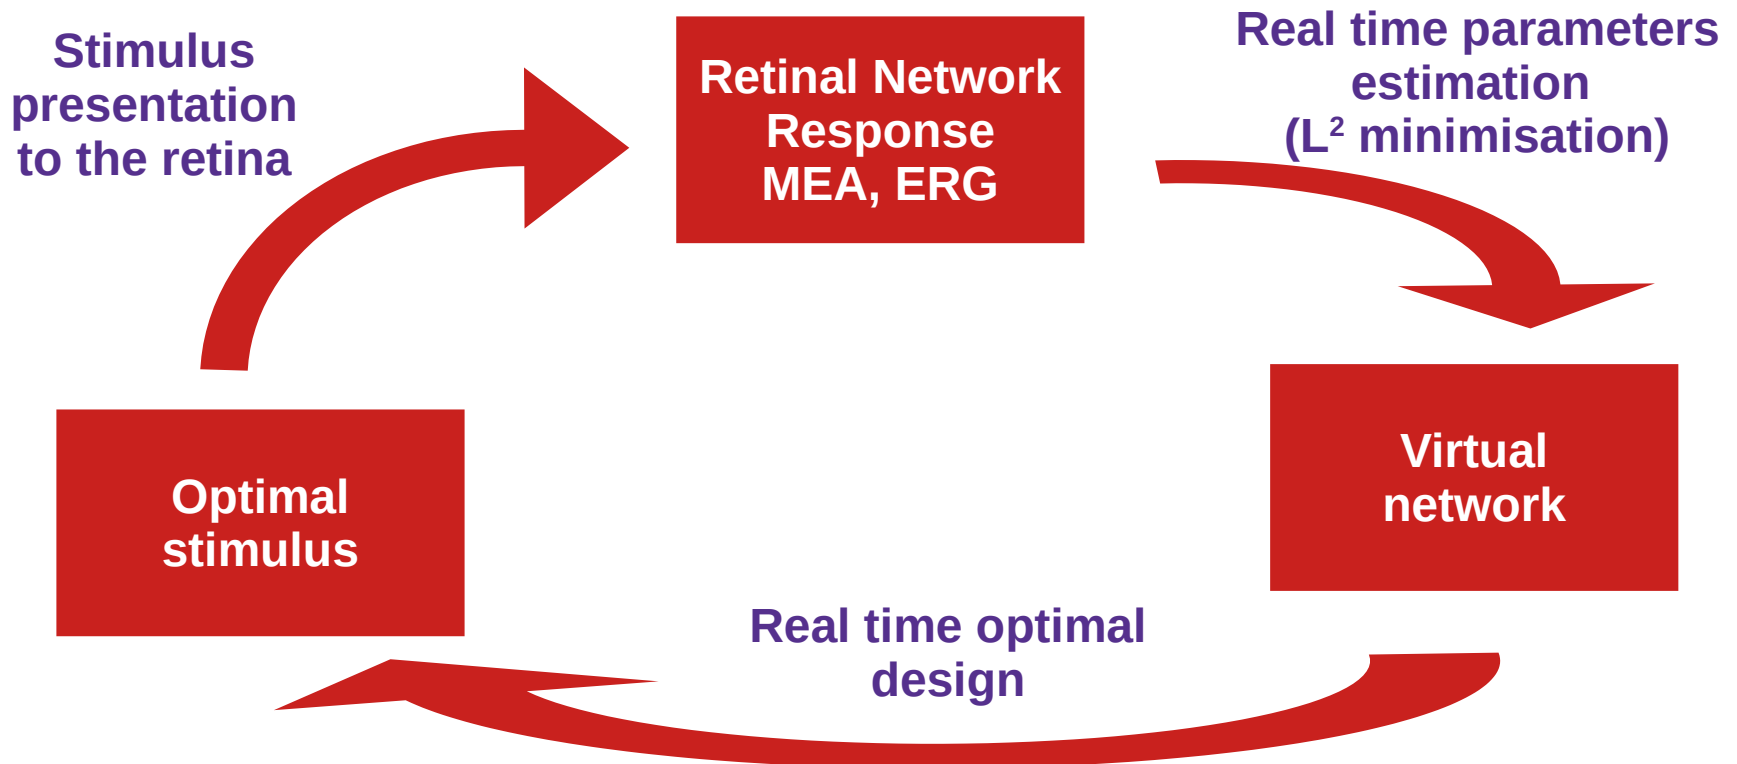 Stimulus
presentation
to the retina
Retinal Network
Response
MEA, ERG
Real time parameters
estimation
(L² minimisation)
Virtual
network
Optimal
stimulus
Real time optimal
design